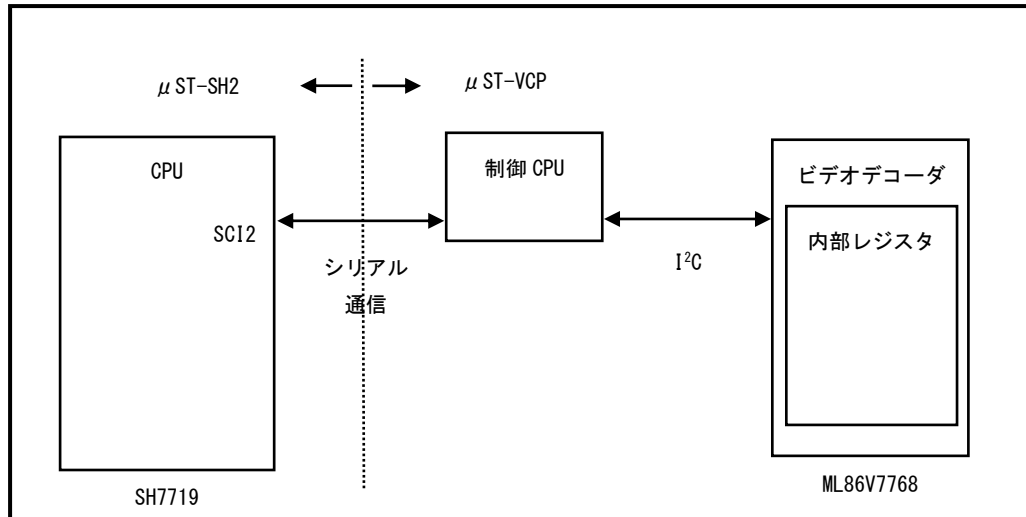 μST-SH2
μST-VCP
CPU
SCI2
制御 CPU
ビデオデコーダ
内部レジスタ
シリアル
通信
I²C
SH7719
ML86V7768